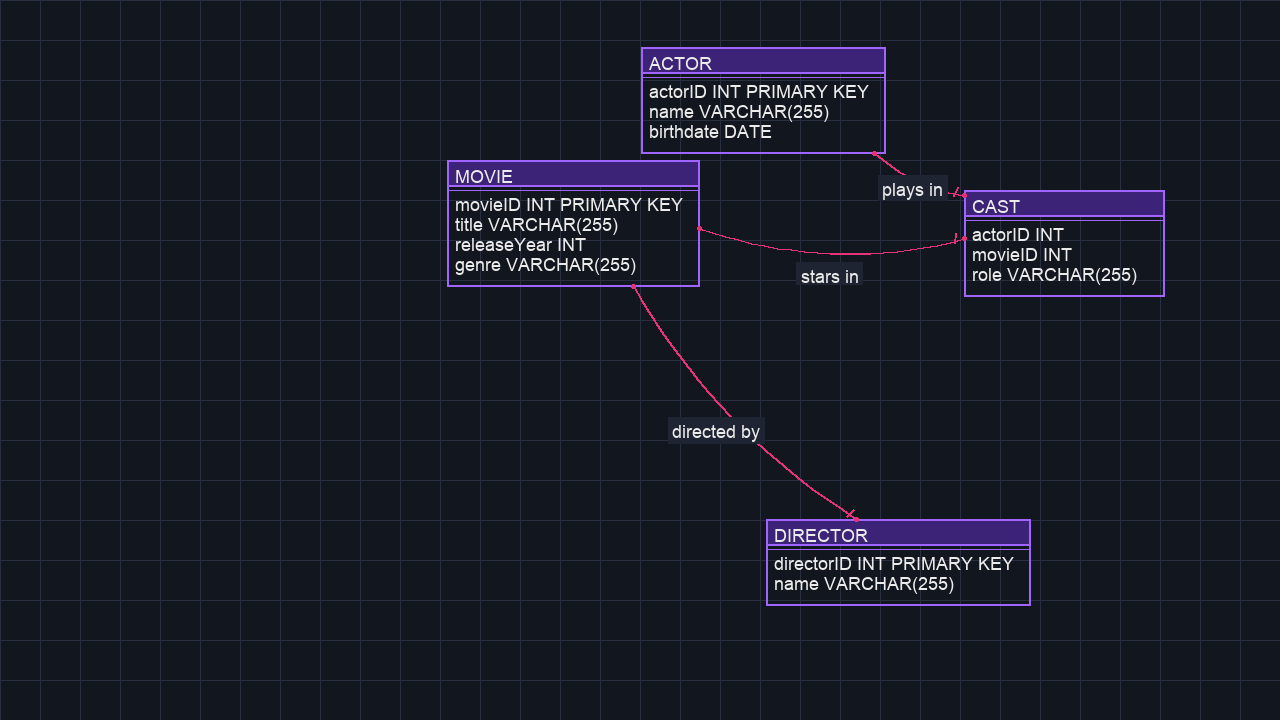 ACTOR
actorID INT PRIMARY KEY
name VARCHAR(255)
birthdate DATE
MOVIE
movieID INT PRIMARY KEY
title VARCHAR(255)
releaseYear INT
genre VARCHAR(255)
plays in
CAST
actorID INT
movieID INT
role VARCHAR(255)
stars in
directed by
DIRECTOR
directorID INT PRIMARY KEY
name VARCHAR(255)